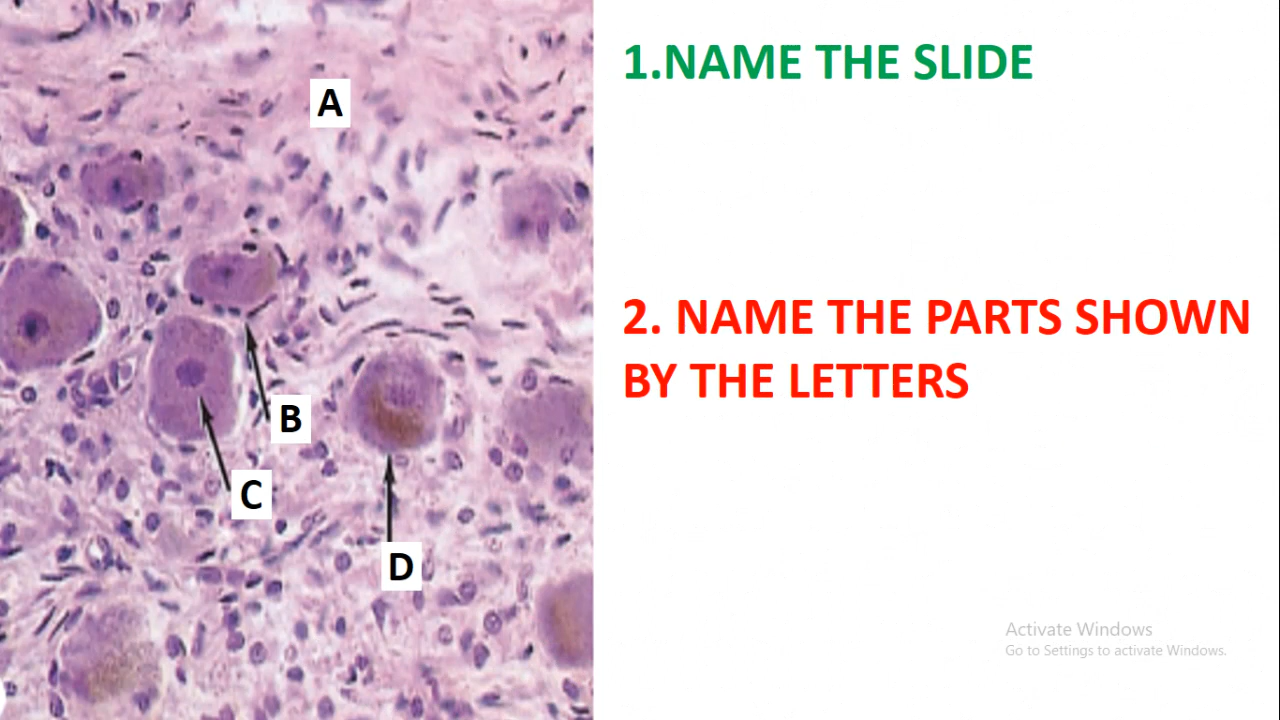 A
1.NAME THE SLIDE
2. NAME THE PARTS SHOWN
BY THE LETTERS
B
C
D
Activate Windows
Go to Settings to activate Windows.